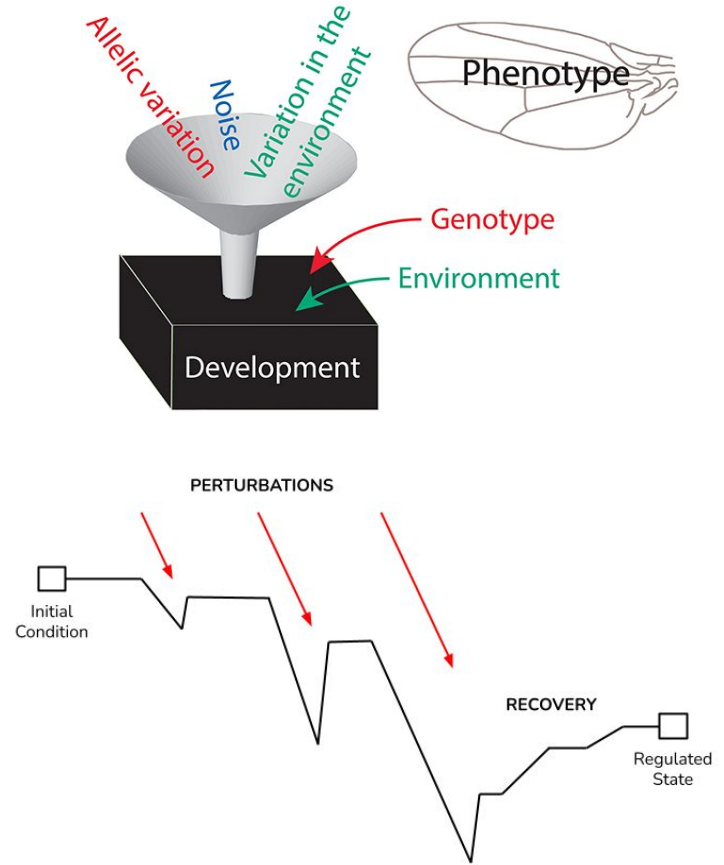 Allelic variation
Noise
Variation in the
environment
Phenotype
Genotype
Environment
Development
PERTURBATIONS
Initial
Condition
RECOVERY
Regulated
State